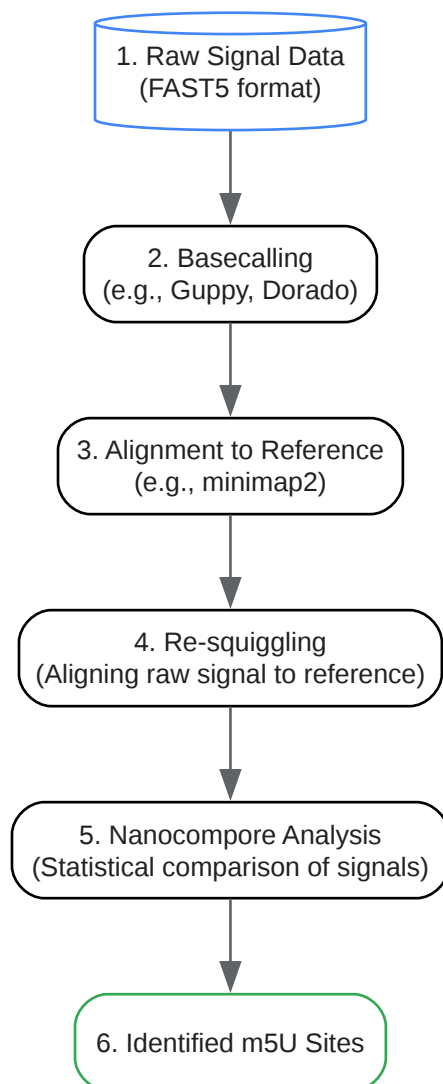 1. Raw Signal Data
(FAST5 format)
2. Basecalling
(e.g., Guppy, Dorado)
3. Alignment to Reference
(e.g., minimap2)
4. Re-squiggling
(Aligning raw signal to reference)
5. Nanocompore Analysis
(Statistical comparison of signals)
6. Identified m5U Sites